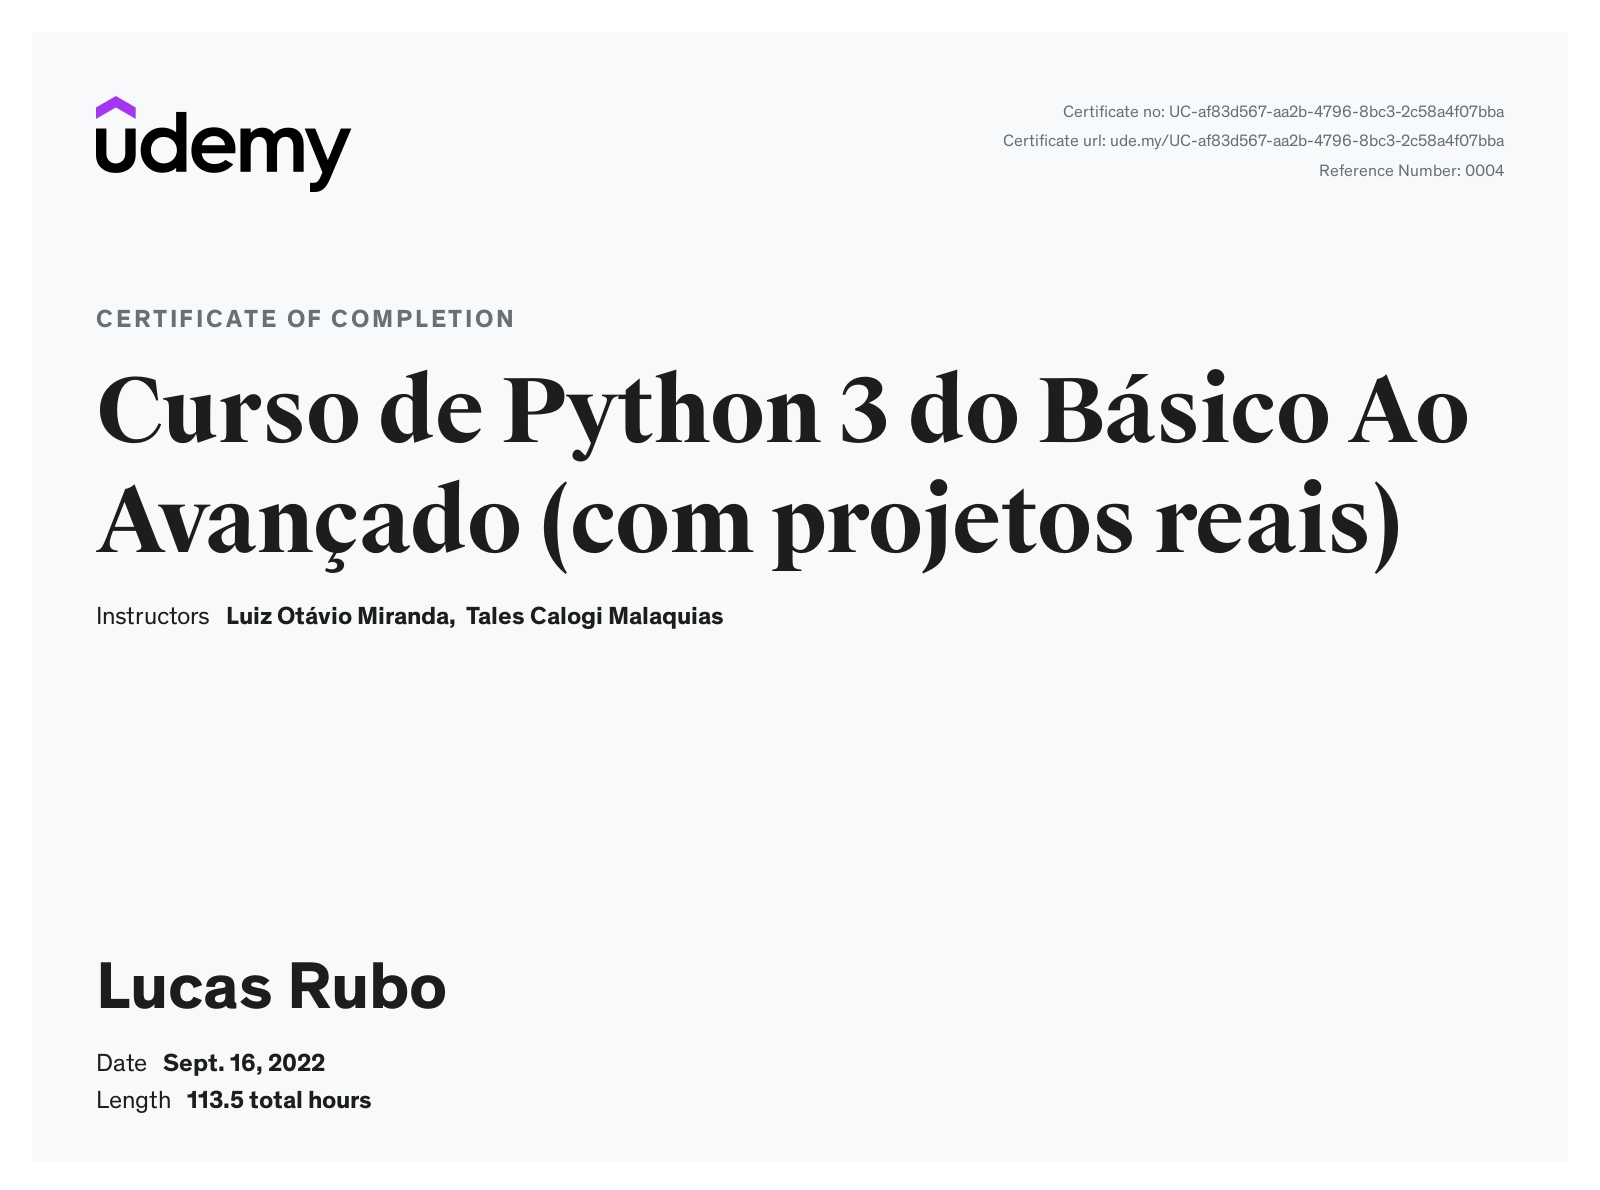 udemy
Certificate no: UC-af83d567-aa2b-4796-8bc3-2c58a4f07bba
Certificate url: ude.my/UC-af83d567-aa2b-4796-8bc3-2c58a4f07bba
Reference Number: 0004
CERTIFICATE OF COMPLETION
Curso de Python 3 do Básico Ao
Avançado (com projetos reais)
Instructors Luiz Otávio Miranda, Tales Calogi Malaquias
Lucas Rubo
Date Sept. 16, 2022
Length 113.5 total hours